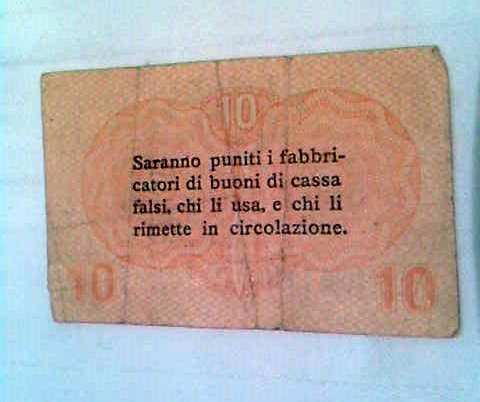 10
Saranno puniti i fabbri-
catori di buoni di cassa
falsi, chi li usa, e chi li
rimette in circolazione.
10 10